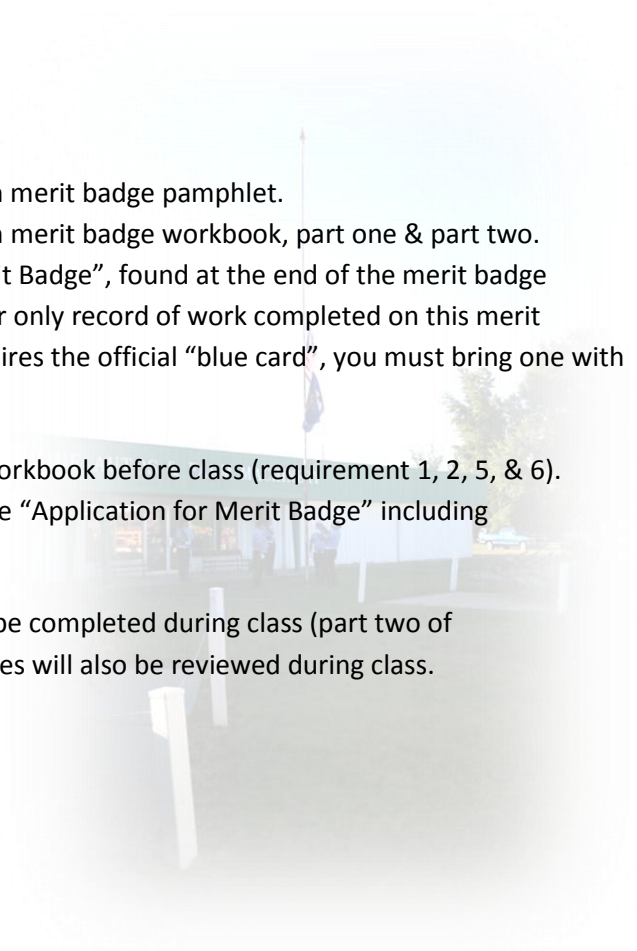 merit badge pamphlet.
merit badge workbook, part one & part two.
t Badge”, found at the end of the merit badge
r only record of work completed on this merit
ires the official “blue card”, you must bring one with
orkbook before class (requirement 1, 2, 5, & 6).
e “Application for Merit Badge” including
be completed during class (part two of
es will also be reviewed during class.